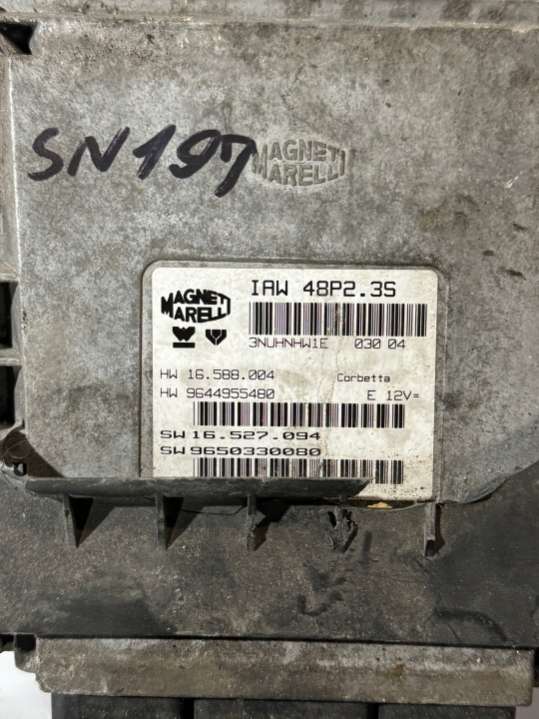 SN197
MAGNETI
MARELLI
MAGNETI
MARELLI
IAW 48P2.3S
3NUHNHW1E 030 04
HW 16.588.004 Corbetta
HW 9644955480 E 12V=
SW 16.527.094
SW 9650330080